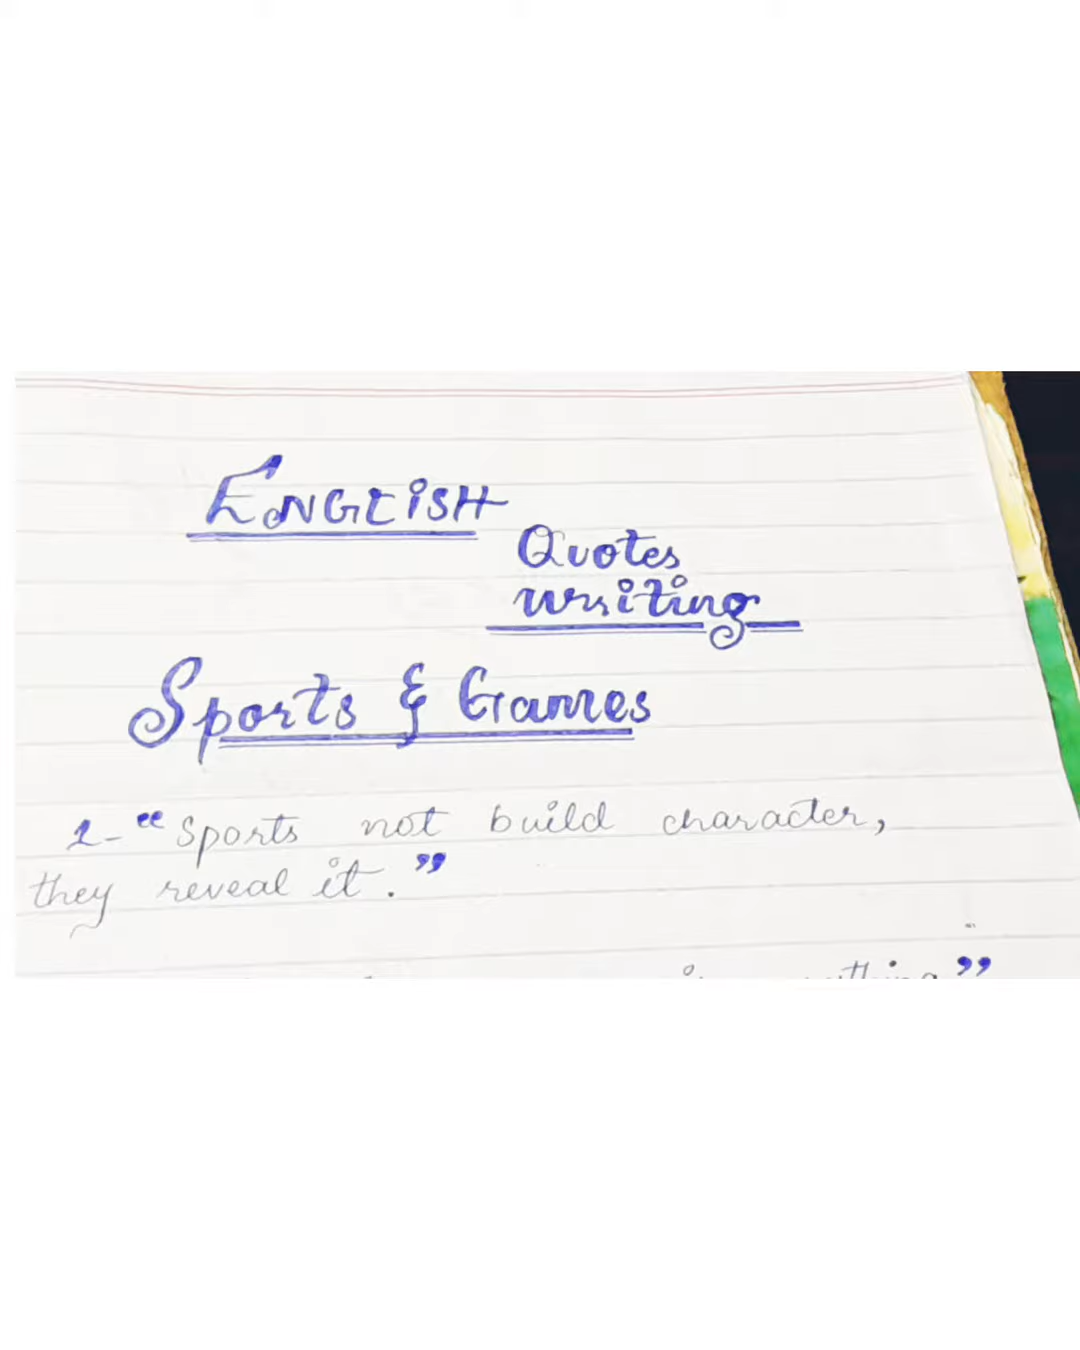 ENGLISH
Quotes
Writing
Sports & Games
1- “Sports not build character,
they reveal it.”
”